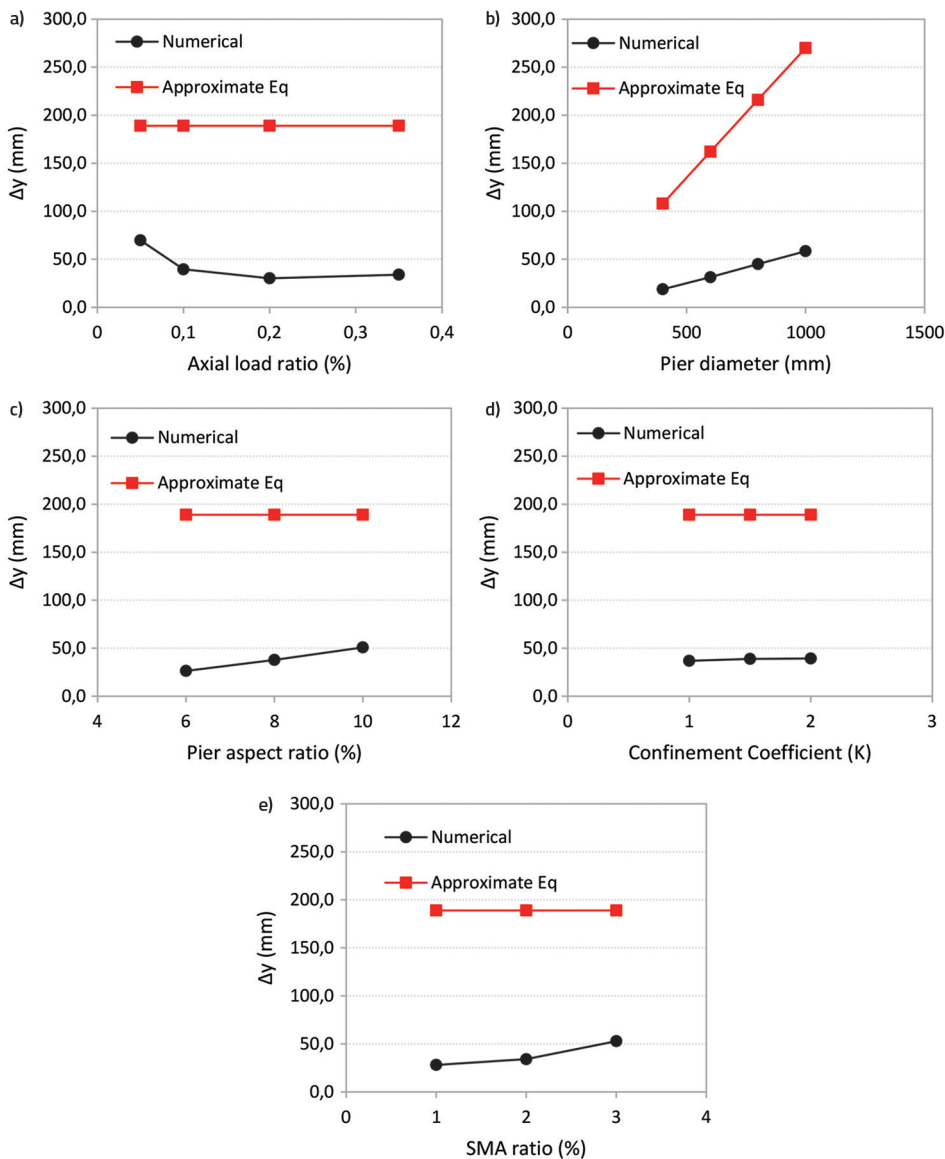 a)
300,0
250,0
200,0
150,0
100,0
50,0
0,0
Δy (mm)
Numerical
Approximate Eq
0 0,1 0,2 0,3 0,4
Axial load ratio (%)
b)
300,0
250,0
200,0
150,0
100,0
50,0
0,0
Δy (mm)
Numerical
Approximate Eq
0 500 1000 1500
Pier diameter (mm)
c)
300,0
250,0
200,0
150,0
100,0
50,0
0,0
Δy (mm)
Numerical
Approximate Eq
4 6 8 10 12
Pier aspect ratio (%)
d)
300,0
250,0
200,0
150,0
100,0
50,0
0,0
Δy (mm)
Numerical
Approximate Eq
0 1 2 3
Confinement Coefficient (K)
e)
300,0
250,0
200,0
150,0
100,0
50,0
0,0
Δy (mm)
Numerical
Approximate Eq
0 1 2 3 4
SMA ratio (%)